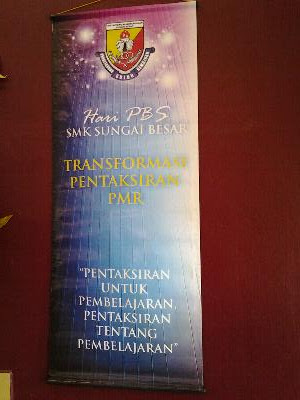 Hari PBS
SMK SUNGAI BESAR
TRANSFORMASI
PENTAKSIRAN
PMR
"PENTAKSIRAN
UNTUK
PEMBELAJARAN,
PENTAKSIRAN
TENTANG
PEMBELAJARAN"